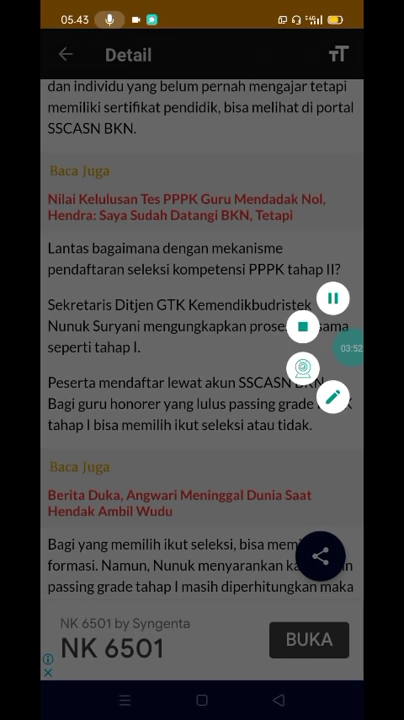 05.43
Detail
dan individu yang belum pernah mengajar tetapi
memiliki sertifikat pendidik, bisa melihat di portal
SSCASN BKN.
Baca Juga
Nilai Kelulusan Tes PPPK Guru Mendadak Nol,
Hendra: Saya Sudah Datangi BKN, Tetapi
Lantas bagaimana dengan mekanisme
pendaftaran seleksi kompetensi PPPK tahap II?
Sekretaris Ditjen GTK Kemendikbudristek
Nunuk Suryani mengungkapkan
seperti tahap I.
03:52
Peserta mendaftar lewat akun SSCASN
Bagi guru honorer yang lulus passing grade
tahap I bisa memilih ikut seleksi atau tidak.
Baca Juga
Berita Duka, Angwari Meninggal Dunia Saat
Hendak Ambil Wudu
Bagi yang memilih ikut seleksi, bisa
formasi. Namun, Nunuk menyarankan
passing grade tahap I masih diperhitungkan maka
NK 6501 by Syngenta
NK 6501
BUKA